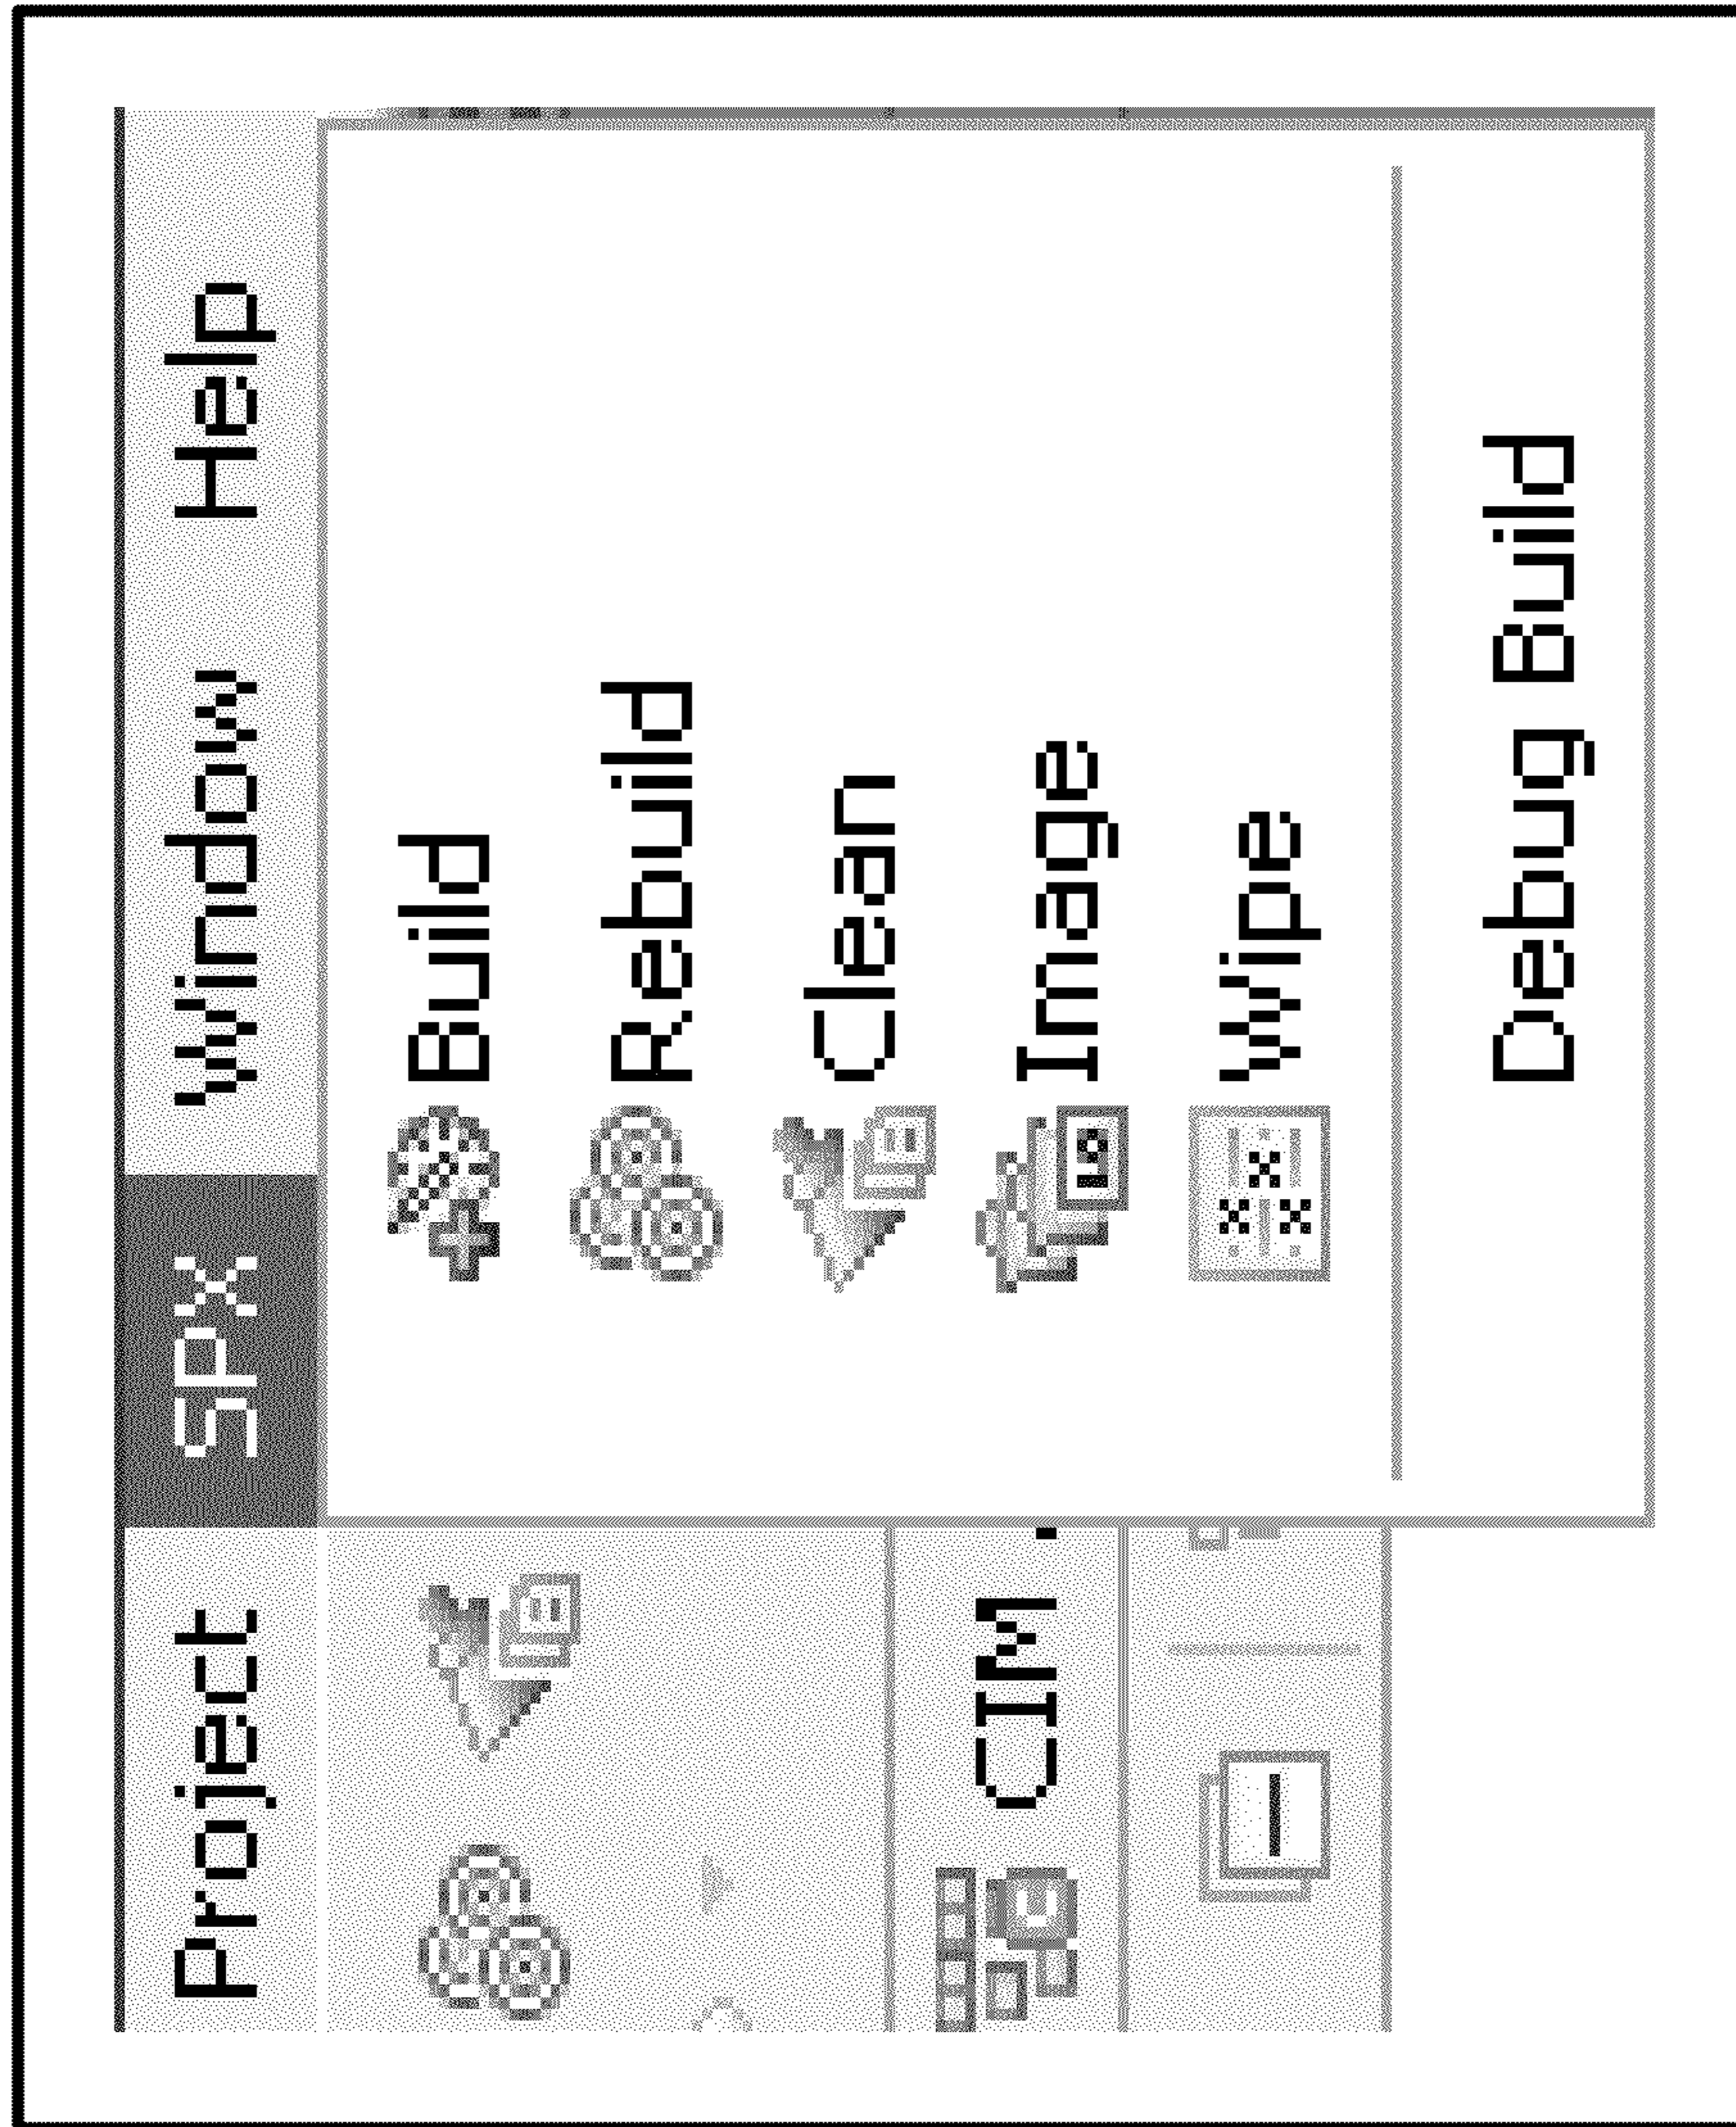 Project SPX Window Help
Build
Rebuild
Clean
Image
Wipe
Debug Build
CIM